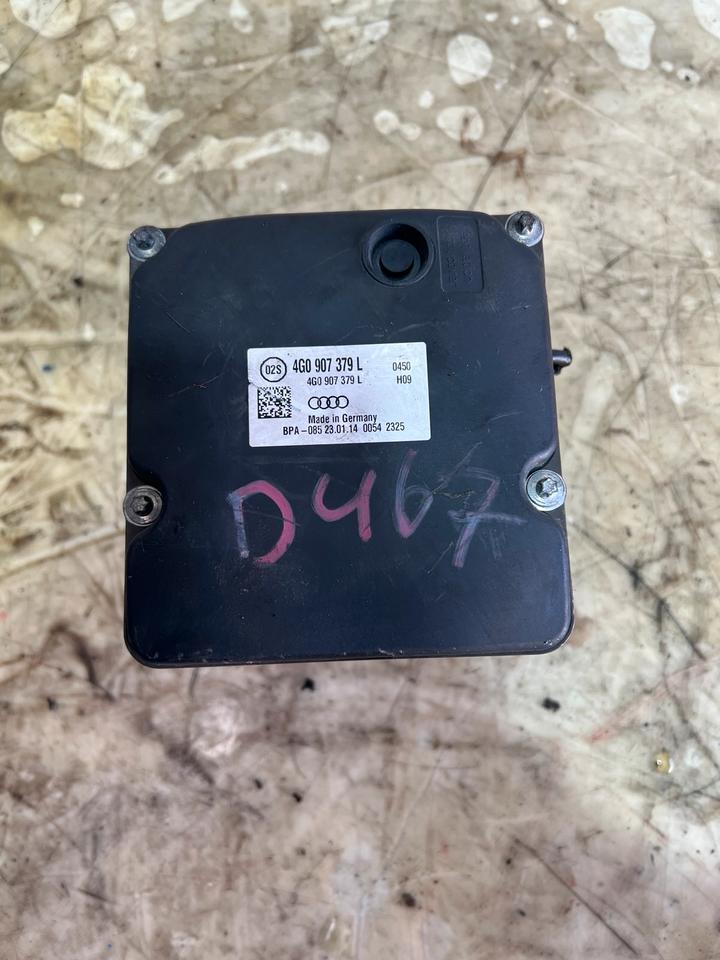 02S
4G0 907 379 L 0450
4G0 907 379 L H09
Made in Germany
BPA-085 23.01.14 0054 2325
D467